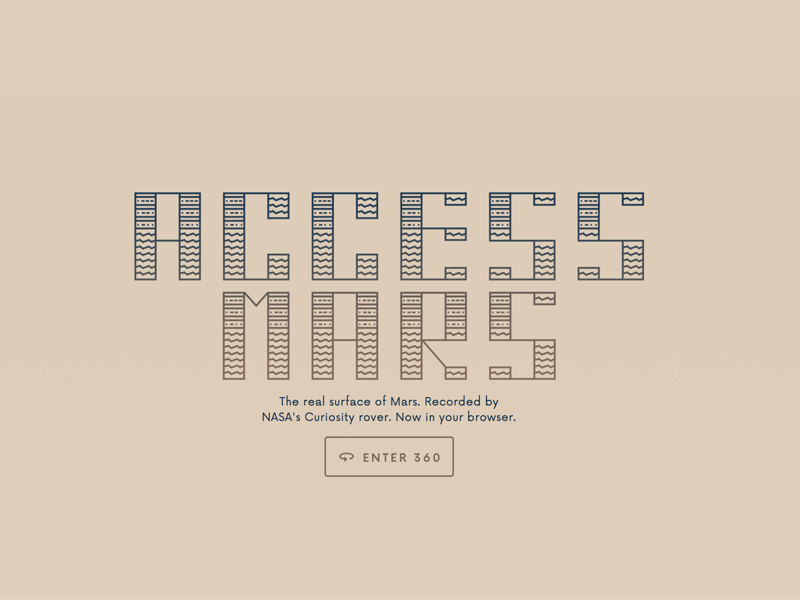 ACCESS
MARS
The real surface of Mars. Recorded by
NASA's Curiosity rover. Now in your browser.
ENTER 360